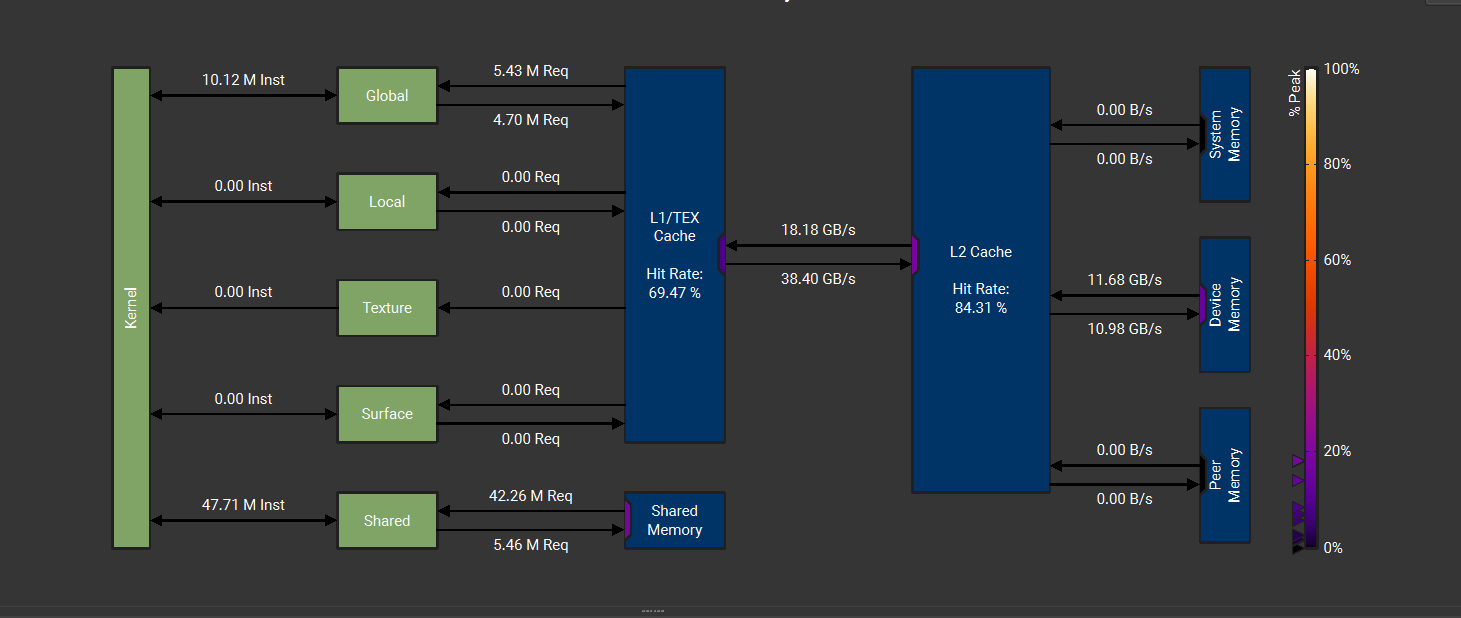 Kernel
10.12 M Inst
Global
5.43 M Req
4.70 M Req
0.00 Inst
Local
0.00 Req
0.00 Req
0.00 Inst
Texture
0.00 Req
0.00 Inst
Surface
0.00 Req
0.00 Req
47.71 M Inst
Shared
42.26 M Req
5.46 M Req
L1/TEX
Cache
Hit Rate:
69.47 %
Shared
Memory
18.18 GB/s
38.40 GB/s
L2 Cache
Hit Rate:
84.31 %
0.00 B/s
0.00 B/s
System
Memory
11.68 GB/s
10.98 GB/s
Device
Memory
0.00 B/s
0.00 B/s
Peer
Memory
% Peak
100%
80%
60%
40%
20%
0%